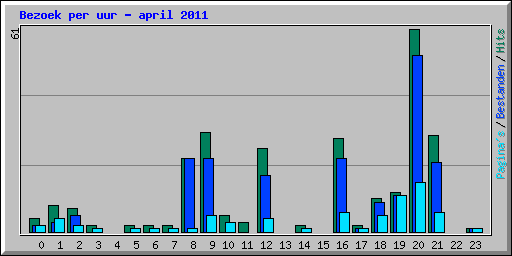 Bezoek per uur - april 2011
61
Pagina's / Bestanden / Hits
0 1 2 3 4 5 6 7 8 9 10 11 12 13 14 15 16 17 18 19 20 21 22 23